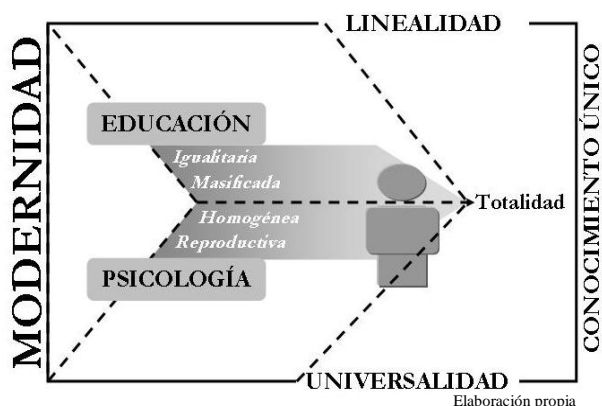 LINEALIDAD
MODERNIDAD
CONOCIMIENTO ÚNICO
EDUCACIÓN
Igualitaria
Masificada
Totalidad
Homogénea
Reproductiva
PSICOLOGÍA
UNIVERSALIDAD
Elaboración propia